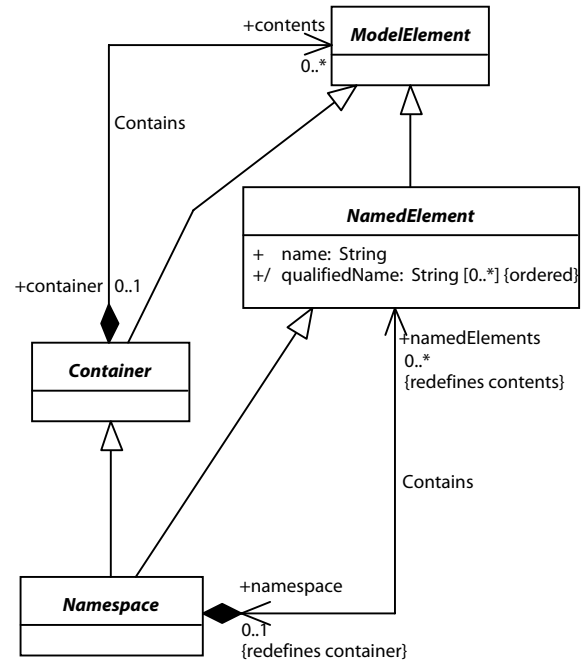 +contents
ModelElement
0..*
Contains
NamedElement
+ name: String
+/ qualifiedName: String [0..*] {ordered}
+container 0..1
+namedElements
0..*
{redefines contents}
Container
Contains
+namespace
Namespace
0..1
{redefines container}